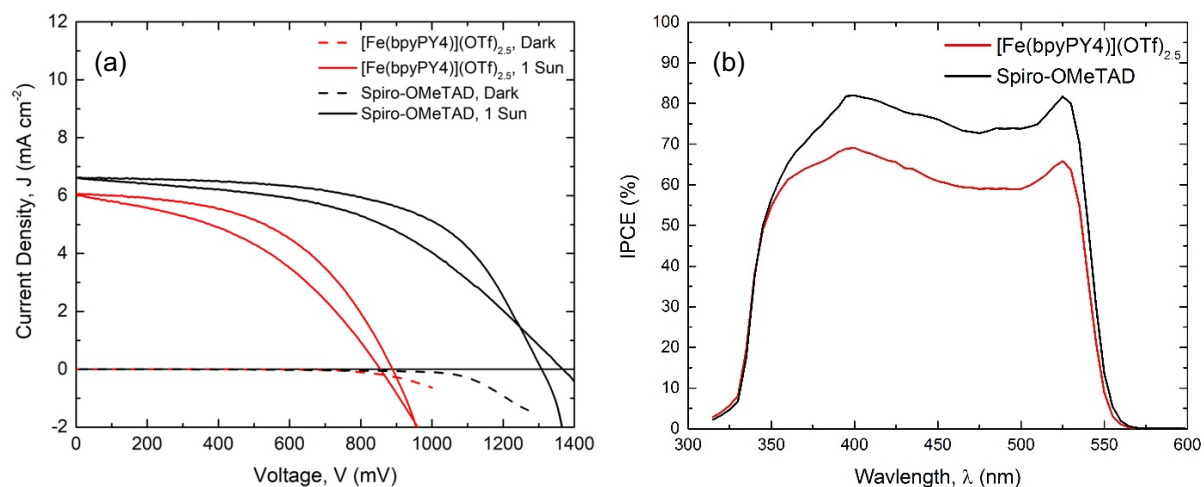 (a)
[Fe(bpyPY4)](OTf)2.5, Dark
[Fe(bpyPY4)](OTf)2.5, 1 Sun
Spiro-OMeTAD, Dark
Spiro-OMeTAD, 1 Sun
12
10
8
6
4
2
0
-2
Current Density, J (mA cm-2)
0 200 400 600 800 1000 1200 1400
Voltage, V (mV)
(b)
[Fe(bpyPY4)](OTf)2.5
Spiro-OMeTAD
100
90
80
70
60
50
40
30
20
10
0
IPCE (%)
300 350 400 450 500 550 600
Wavlength, λ (nm)